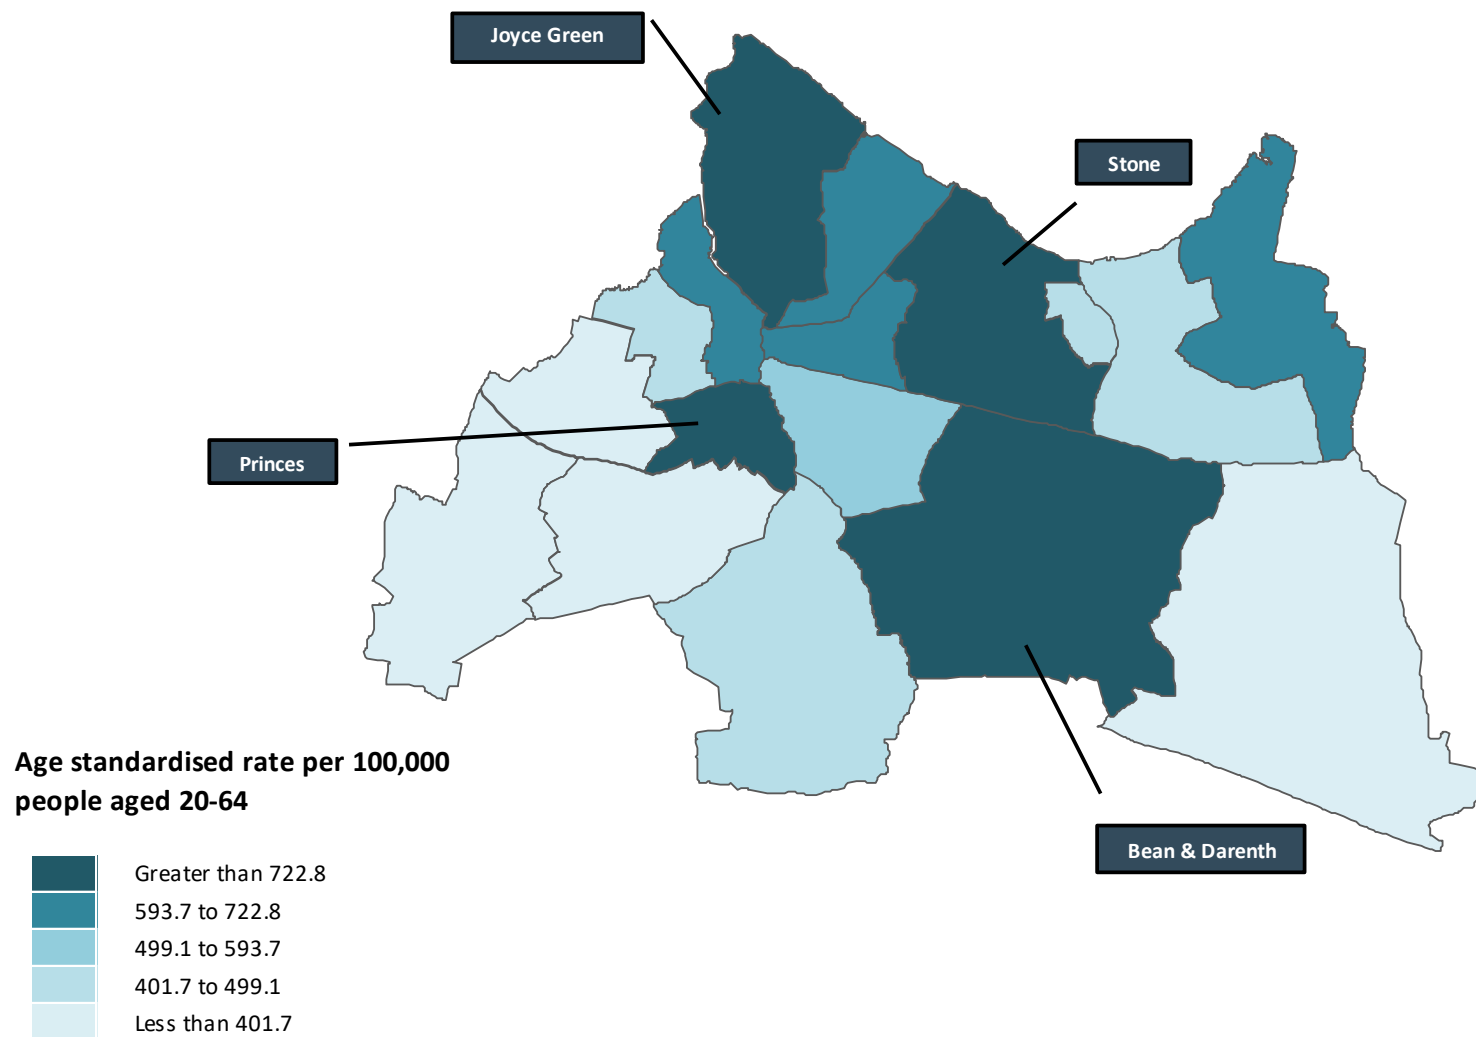 Joyce Green
Stone
Princes
Bean & Darenth
Age standardised rate per 100,000
people aged 20-64
Greater than 722.8
593.7 to 722.8
499.1 to 593.7
401.7 to 499.1
Less than 401.7